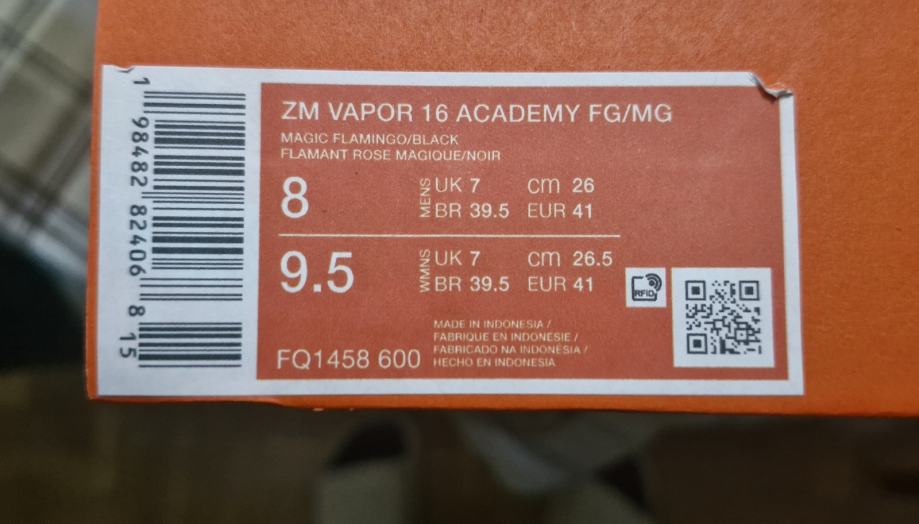 ZM VAPOR 16 ACADEMY FG/MG
MAGIC FLAMINGO/BLACK
FLAMANT ROSE MAGIQUE/NOIR
8 MENS UK 7 cm 26
BR 39.5 EUR 41
9.5 WMNS UK 7 cm 26.5
BR 39.5 EUR 41
RFID
MADE IN INDONESIA /
FABRIQUE EN INDONESIE /
FABRICADO NA INDONÉSIA /
HECHO EN INDONESIA
FQ1458 600
1 98482 82406 8 15